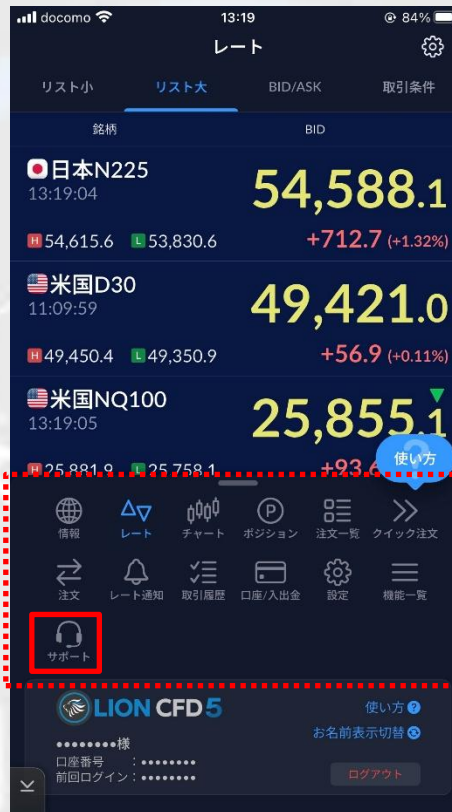 docomo 13:19 84%
レート
リスト小 リスト大 BID/ASK 取引条件
銘柄 BID
日本N225
13:19:04
54,588.1
H 54,615.6 L 53,830.6 +712.7 (+1.32%)
米国D30
11:09:59
49,421.0
H 49,450.4 L 49,350.9 +56.9 (+0.11%)
米国NQ100
13:19:05
25,855.1
H 25,881.9 L 25,758.1 +93.6
使い方
情報 レート チャート ポジション 注文一覧 クイック注文
注文 レート通知 取引履歴 口座/入出金 設定 機能一覧
サポート
LION CFD 5
使い方 ?
お名前表示切替
••••••••様
口座番号 :••••••••
前回ログイン:••••••••
ログアウト